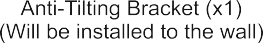 Anti-Tilting Bracket (x1)
(Will be installed to the wall)